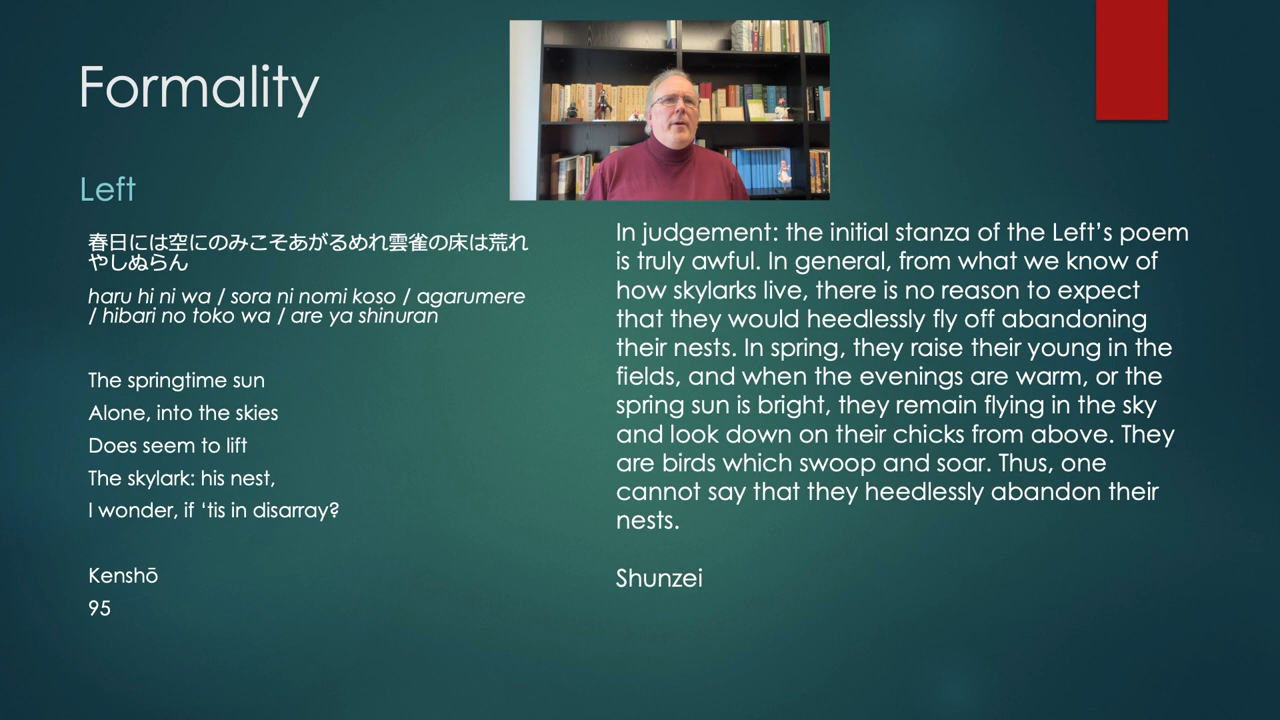 Formality
Left
春日には空にのみこそあがるめれ雲雀の床は荒れ
やしぬらん
haru hi ni wa / sora ni nomi koso / agarumere
/ hibari no toko wa / are ya shinuran
The springtime sun
Alone, into the skies
Does seem to lift
The skylark: his nest,
I wonder, if ‘tis in disarray?
Kenshō
95
In judgement: the initial stanza of the Left’s poem
is truly awful. In general, from what we know of
how skylarks live, there is no reason to expect
that they would heedlessly fly off abandoning
their nests. In spring, they raise their young in the
fields, and when the evenings are warm, or the
spring sun is bright, they remain flying in the sky
and look down on their chicks from above. They
are birds which swoop and soar. Thus, one
cannot say that they heedlessly abandon their
nests.
Shunzei